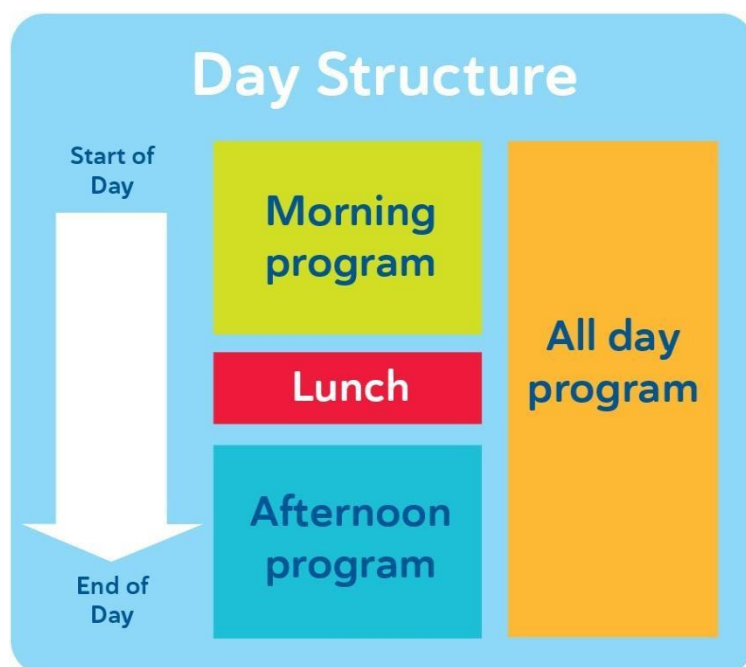 Day Structure
Start of
Day
Morning
program
Lunch
Afternoon
program
All day
program
End of
Day